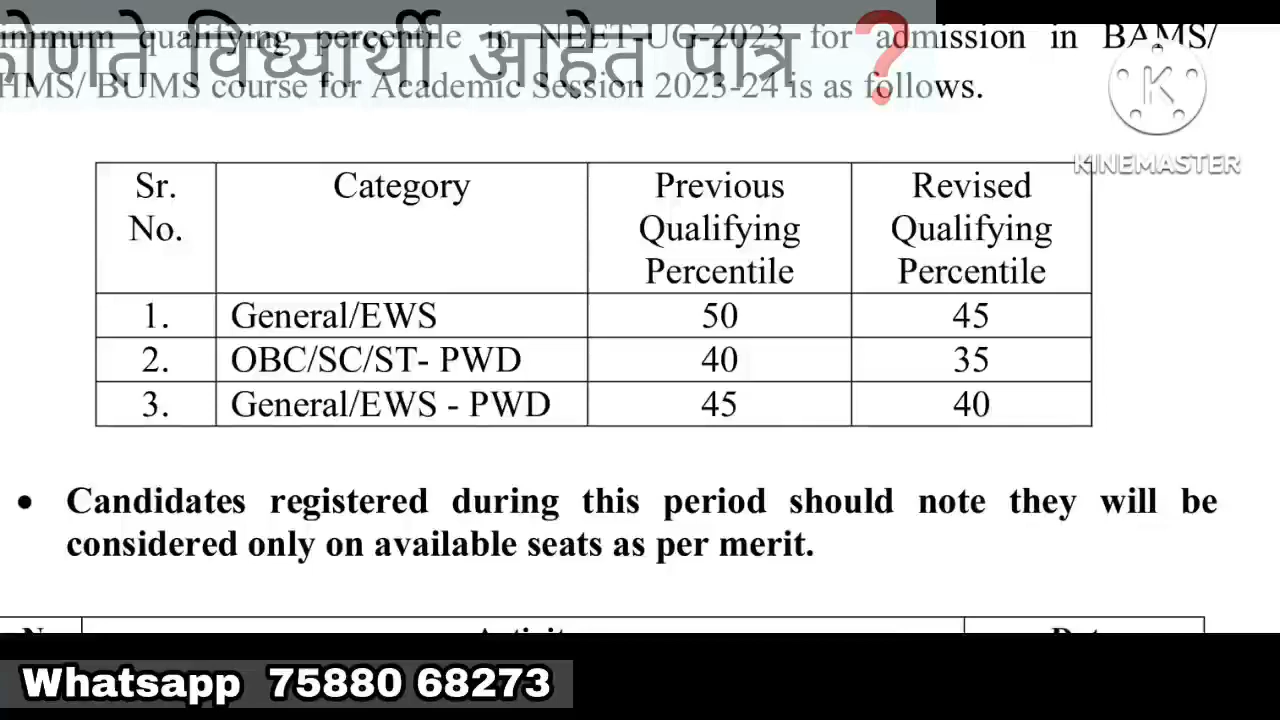 कोणते विध्यार्थी आहेत पात्र ❓
inimum qualifying percentile in NEET-UG-2023 for admission in BAMS/
HMS/ BUMS course for Academic Session 2023-24 is as follows.
K
KINEMASTER
Sr. No. Category Previous Qualifying Percentile Revised Qualifying Percentile
1. General/EWS 50 45
2. OBC/SC/ST- PWD 40 35
3. General/EWS - PWD 45 40
• Candidates registered during this period should note they will be
considered only on available seats as per merit.
Whatsapp 75880 68273